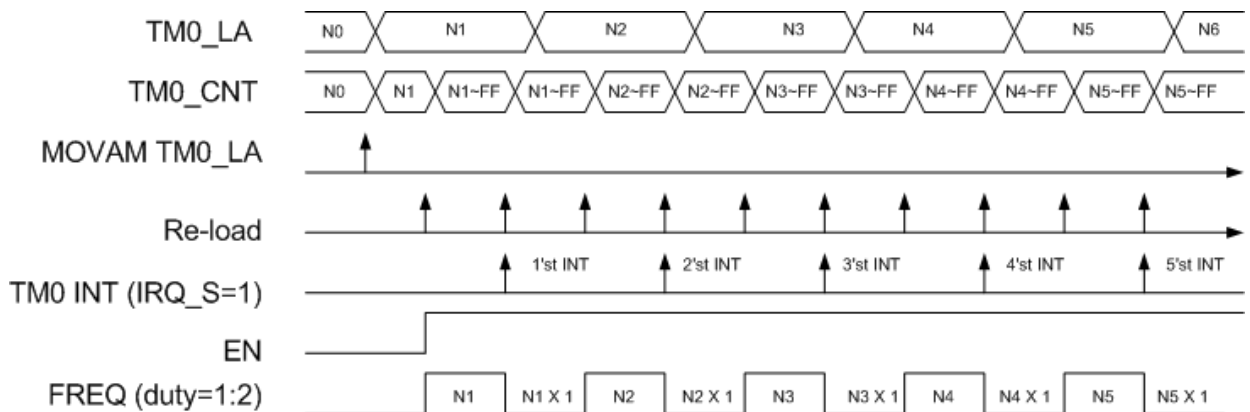 TM0_LA N0 N1 N2 N3 N4 N5 N6
TM0_CNT N0 N1 N1~FF N1~FF N2~FF N2~FF N3~FF N3~FF N4~FF N4~FF N5~FF N5~FF
MOVAM TM0_LA
Re-load
1'st INT 2'st INT 3'st INT 4'st INT 5'st INT
TM0 INT (IRQ_S=1)
EN
FREQ (duty=1:2) N1 N1 X 1 N2 N2 X 1 N3 N3 X 1 N4 N4 X 1 N5 N5 X 1